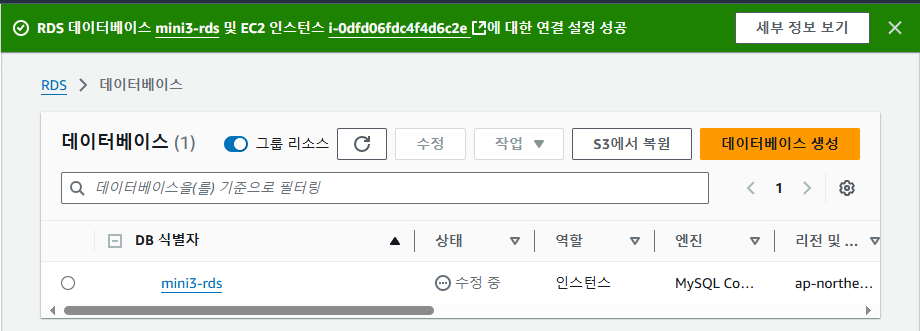 RDS 데이터베이스 mini3-rds 및 EC2 인스턴스 i-0dfd06fdc4f4d6c2e에 대한 연결 설정 성공 세부 정보 보기
RDS 데이터베이스
데이터베이스 (1) 그룹 리소스 수정 작업 S3에서 복원 데이터베이스 생성
데이터베이스을(를) 기준으로 필터링 1
DB 식별자 상태 역할 엔진 리전 및 ...
mini3-rds 수정 중 인스턴스 MySQL Co... ap-northe...